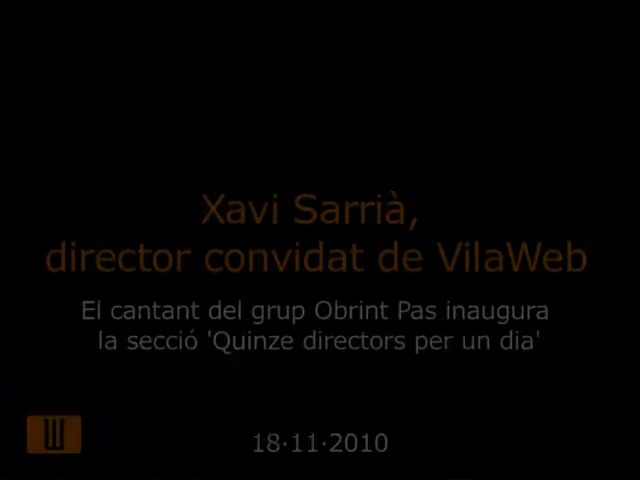 Xavi Sarrià,
director convidat de VilaWeb
El cantant del grup Obrint Pas inaugura
la secció 'Quinze directors per un dia'
18·11·2010